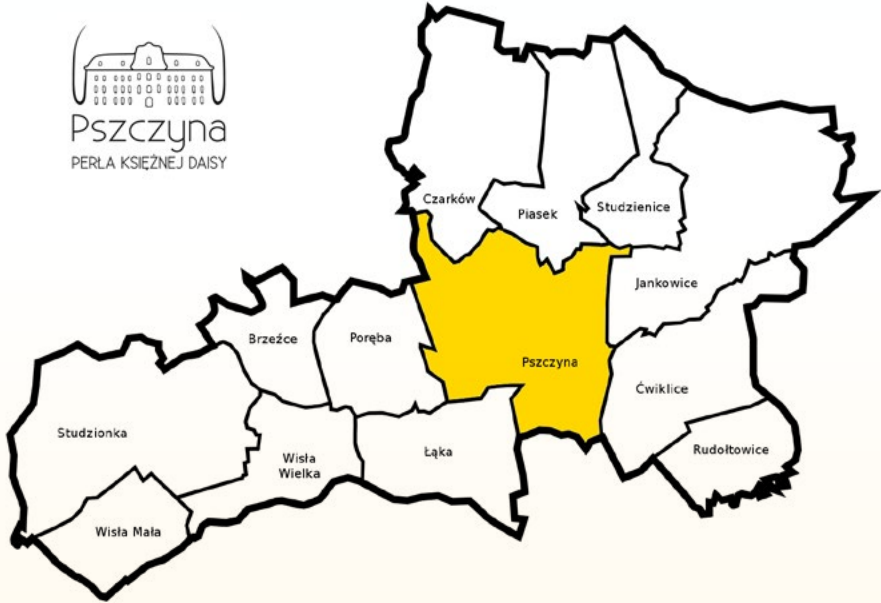 Pszczyna
PERŁA KSIĘŻNEJ DAISY
Czarków
Piasek
Studzienice
Jankowice
Brzeźce
Poręba
Pszczyna
Ćwiklice
Studzionka
Wisła
Wielka
Łąka
Rudołtowice
Wisła Mała